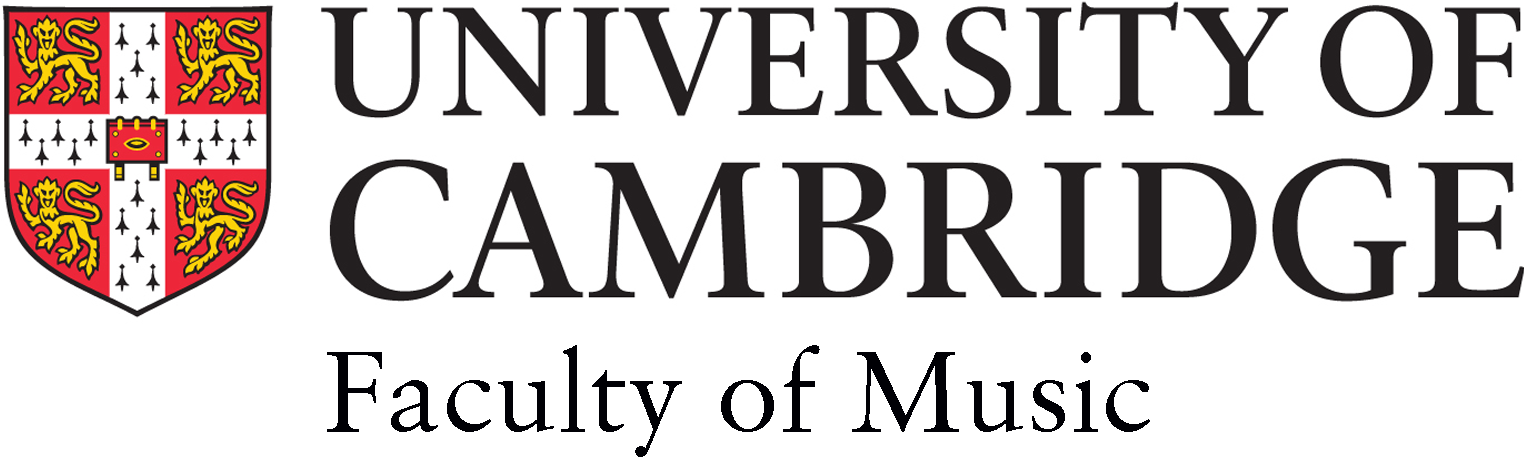 UNIVERSITY OF
CAMBRIDGE
Faculty of Music